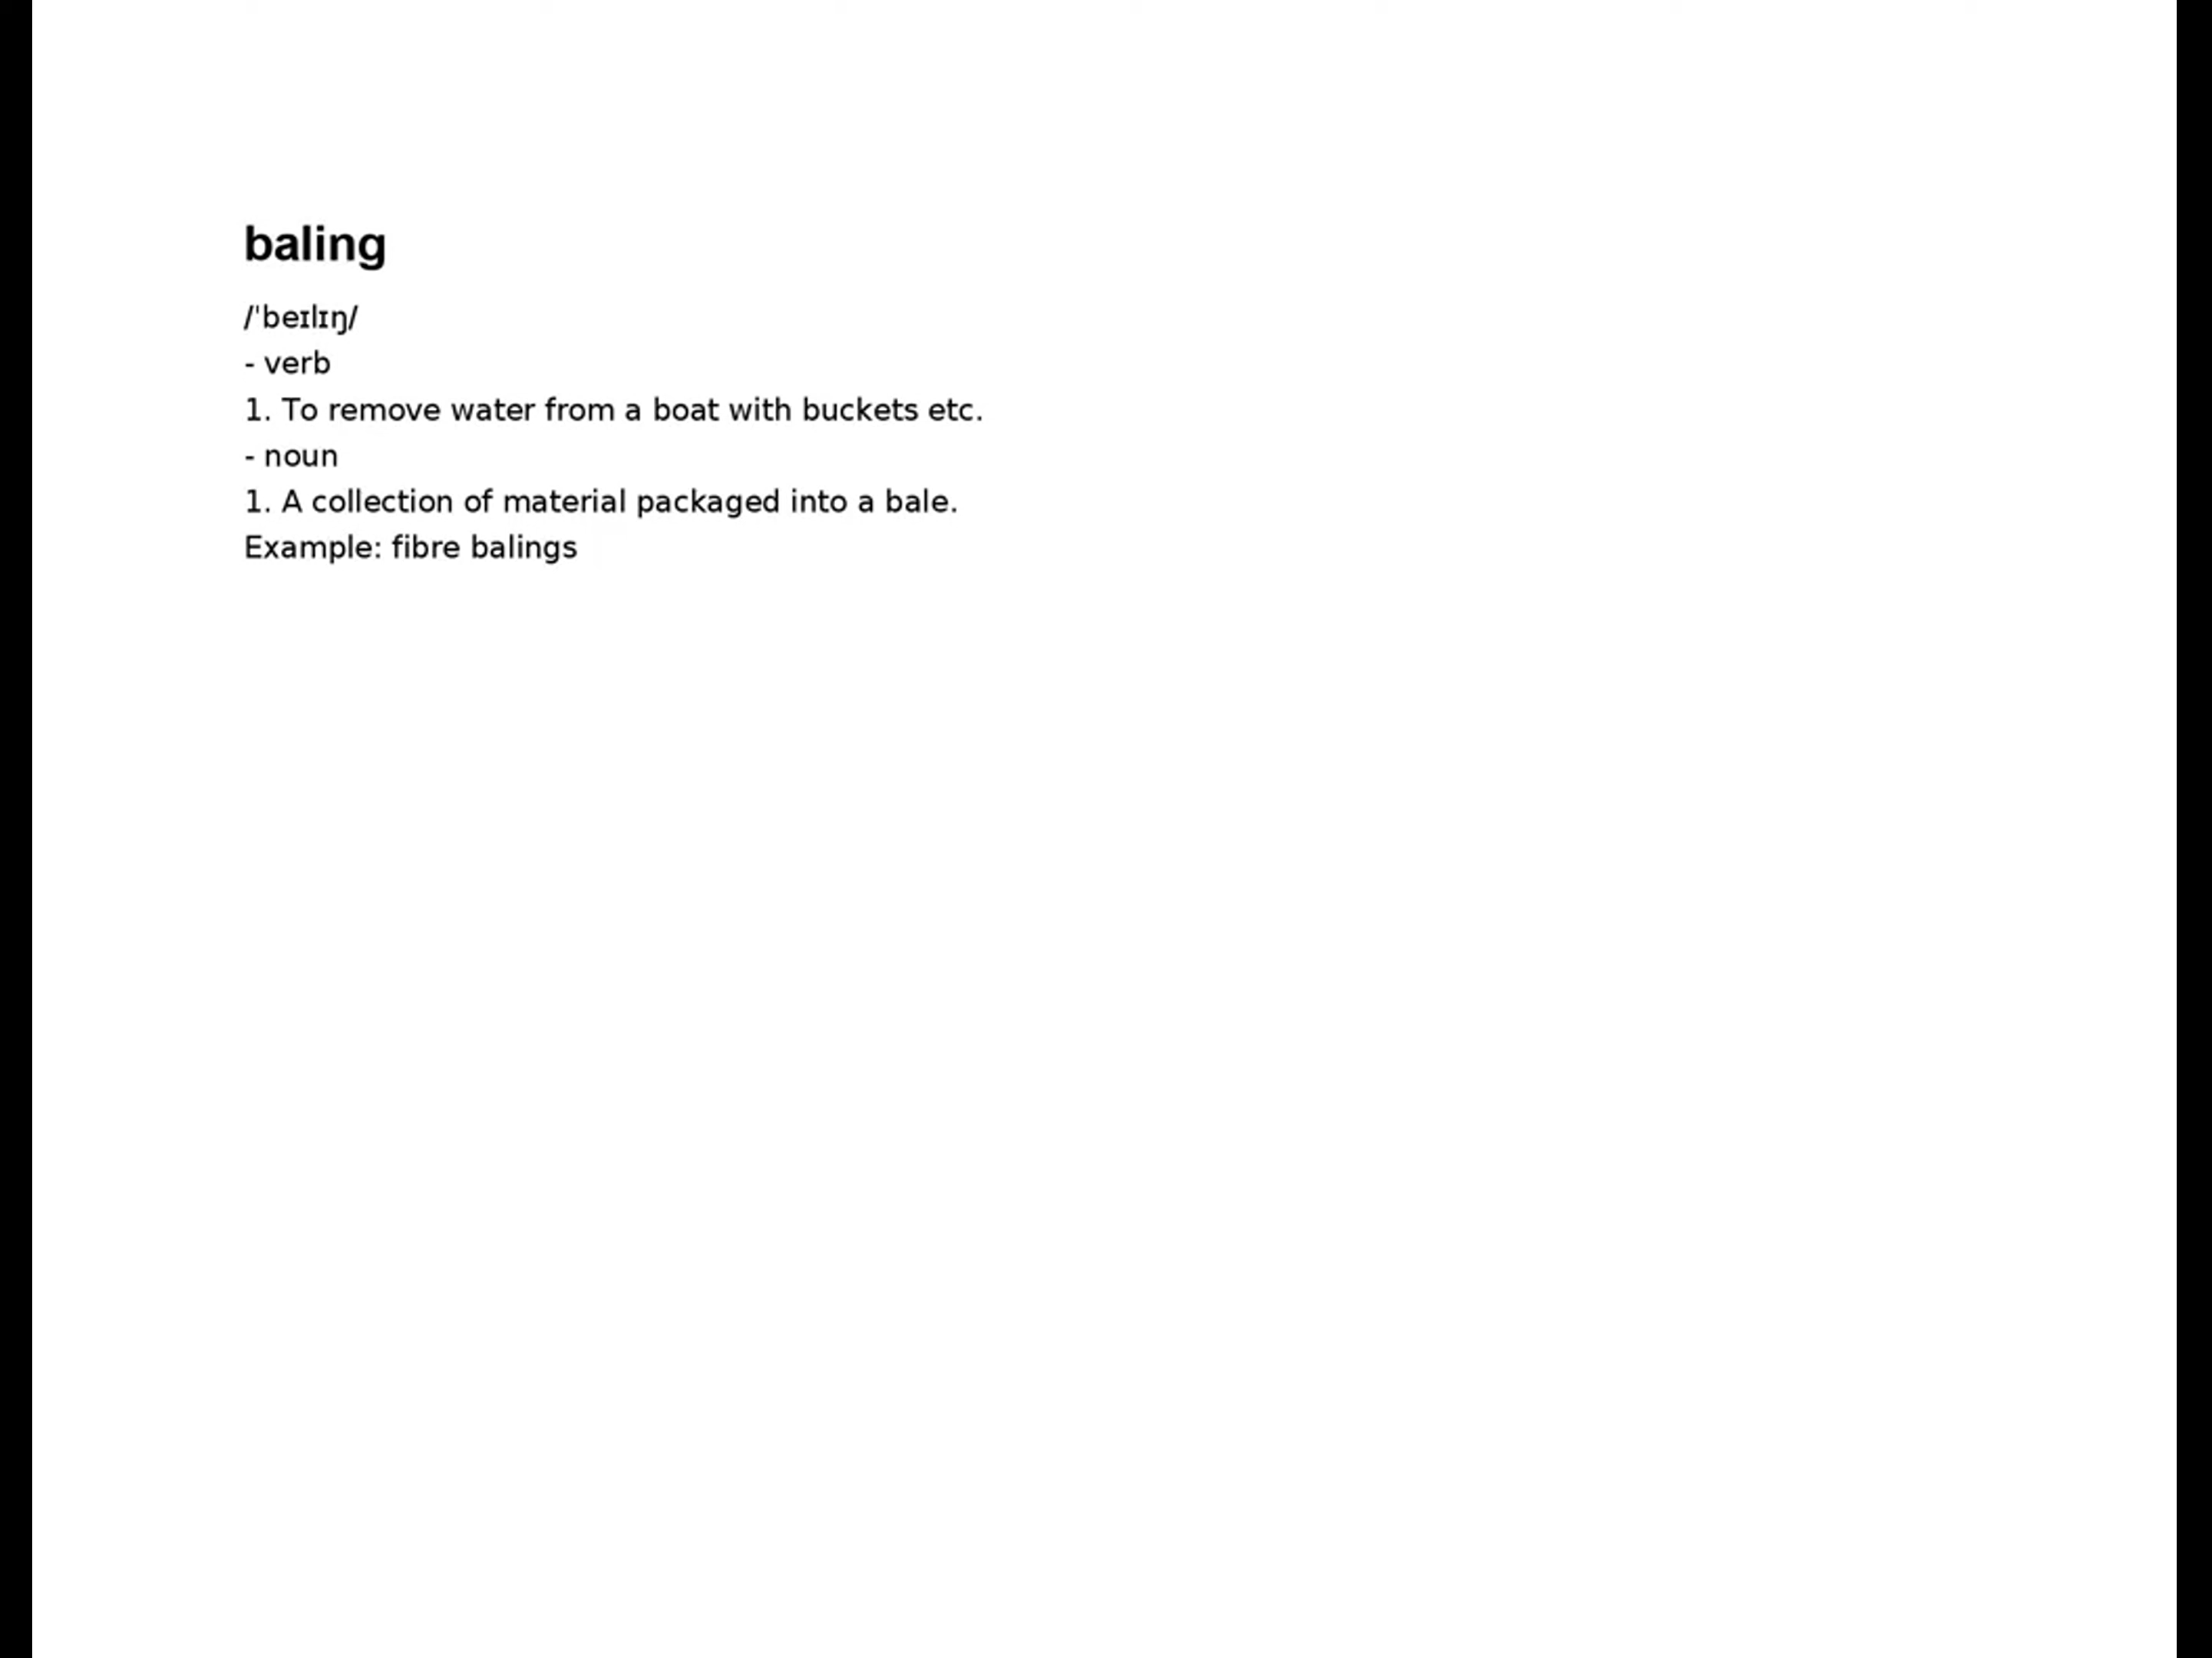 baling
/ˈbeɪlɪŋ/
- verb
1. To remove water from a boat with buckets etc.
- noun
1. A collection of material packaged into a bale.
Example: fibre balings